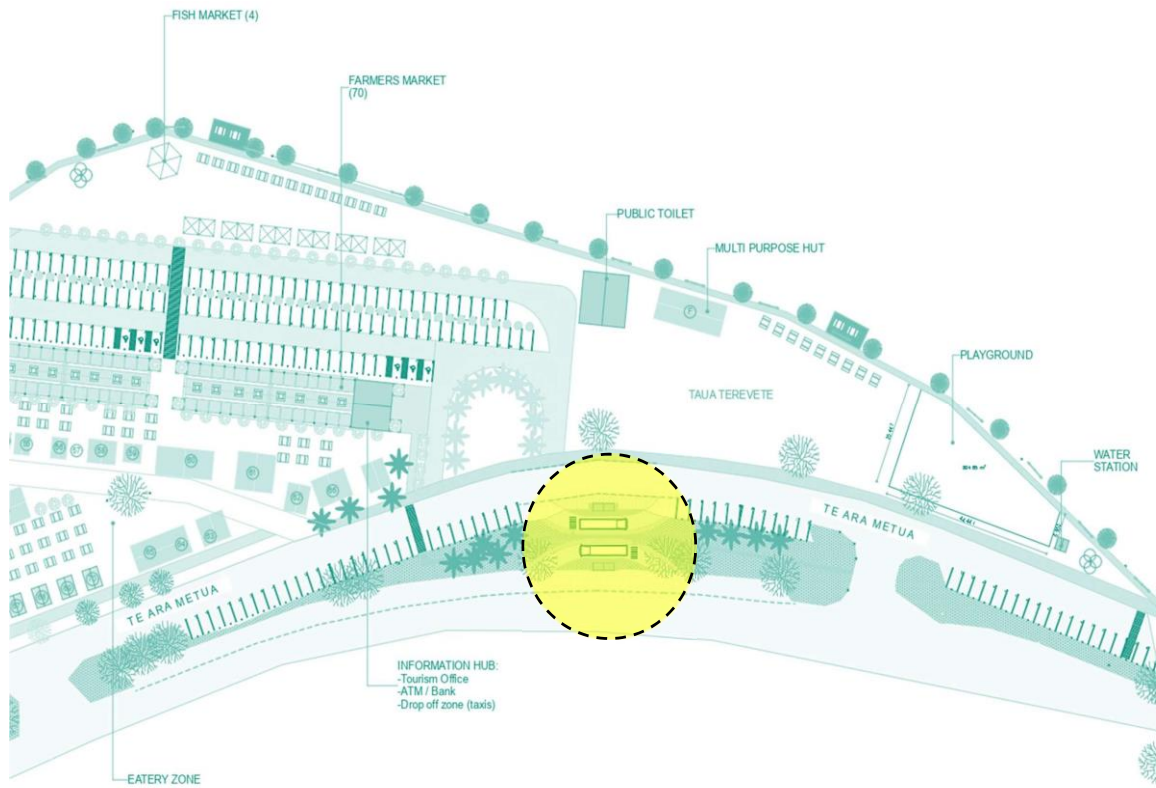 FISH MARKET (4)
FARMERS MARKET
(70)
PUBLIC TOILET
MULTI PURPOSE HUT
PLAYGROUND
TAUA TEREVETE
WATER
STATION
TE ARA METUA
TE ARA METUA
INFORMATION HUB:
-Tourism Office
-ATM / Bank
-Drop off zone (taxis)
EATERY ZONE